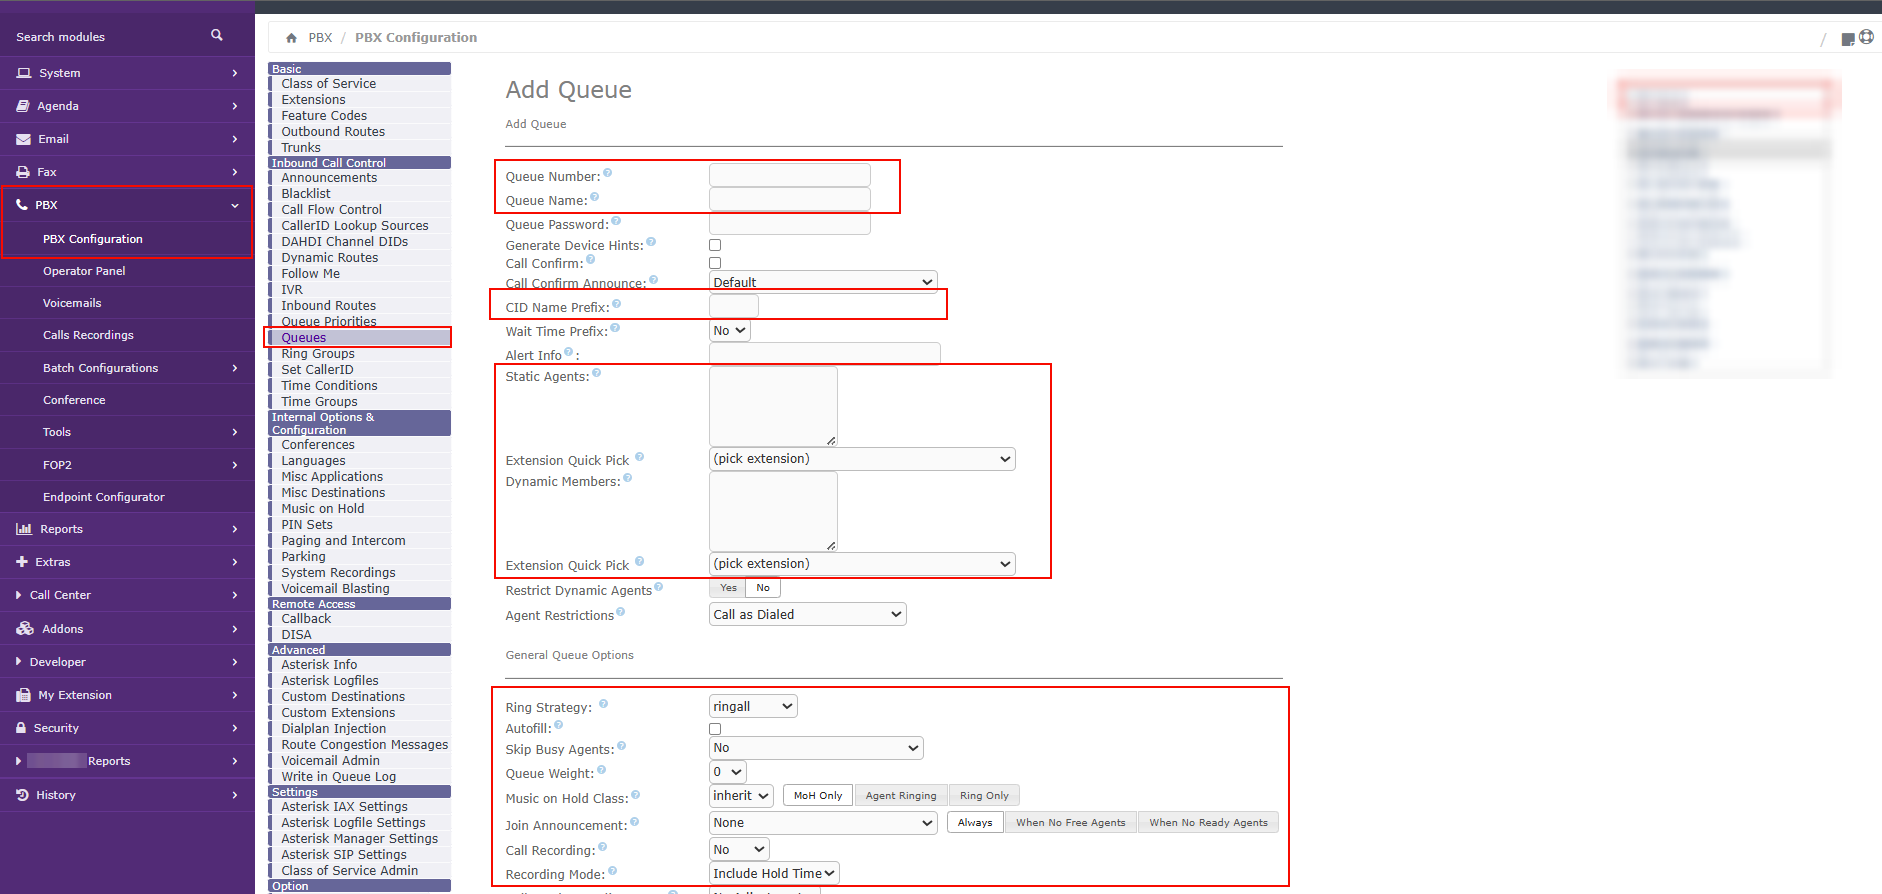 Search modules
System
Agenda
Email
Fax
PBX
PBX Configuration
Operator Panel
Voicemails
Calls Recordings
Batch Configurations
Conference
Tools
FOP2
Endpoint Configurator
Reports
Extras
Call Center
Addons
Developer
My Extension
Security
Reports
History
PBX / PBX Configuration /
Basic
Class of Service
Extensions
Feature Codes
Outbound Routes
Trunks
Inbound Call Control
Announcements
Blacklist
Call Flow Control
CallerID Lookup Sources
DAHDI Channel DIDs
Dynamic Routes
Follow Me
IVR
Inbound Routes
Queue Priorities
Queues
Ring Groups
Set CallerID
Time Conditions
Time Groups
Internal Options &
Configuration
Conferences
Languages
Misc Applications
Misc Destinations
Music on Hold
PIN Sets
Paging and Intercom
Parking
System Recordings
Voicemail Blasting
Remote Access
Callback
DISA
Advanced
Asterisk Info
Asterisk Logfiles
Custom Destinations
Custom Extensions
Dialplan Injection
Route Congestion Messages
Voicemail Admin
Write in Queue Log
Settings
Asterisk IAX Settings
Asterisk Logfile Settings
Asterisk Manager Settings
Asterisk SIP Settings
Class of Service Admin
Option
Add Queue
Add Queue
Queue Number:
Queue Name:
Queue Password:
Generate Device Hints:
Call Confirm:
Call Confirm Announce: Default
CID Name Prefix:
Wait Time Prefix: No
Alert Info :
Static Agents:
Extension Quick Pick (pick extension)
Dynamic Members:
Extension Quick Pick (pick extension)
Restrict Dynamic Agents Yes No
Agent Restrictions Call as Dialed
General Queue Options
Ring Strategy: ringall
Autofill:
Skip Busy Agents: No
Queue Weight: 0
Music on Hold Class: inherit MoH Only Agent Ringing Ring Only
Join Announcement: None Always When No Free Agents When No Ready Agents
Call Recording: No
Recording Mode: Include Hold Time